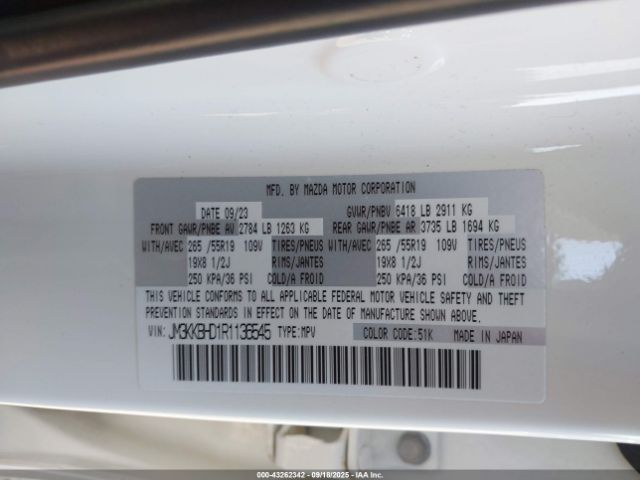 MFD. BY MAZDA MOTOR CORPORATION
DATE 09/23 GVWR/PNBV 6418 LB 2911 KG
FRONT GAWR/PNBE AV 2784 LB 1263 KG REAR GAWR/PNBE AR 3735 LB 1694 KG
WITH/AVEC 265 /55R19 109V TIRES/PNEUS WITH/AVEC 265 /55R19 109V TIRES/PNEUS
19X8 1/2J RIMS/JANTES 19X8 1/2J RIMS/JANTES
250 KPA/36 PSI COLD/A FROID 250 KPA/36 PSI COLD/A FROID
THIS VEHICLE CONFORMS TO ALL APPLICABLE FEDERAL MOTOR VEHICLE SAFETY AND THEFT
PREVENTION STANDARDS IN EFFECT ON THE DATE OF MANUFACTURE SHOWN ABOVE.
VIN: JM3KKBHD1R1136545 TYPE:MPV COLOR CODE:51K MADE IN JAPAN
000-43262342 - 09/18/2025 - IAA Inc.